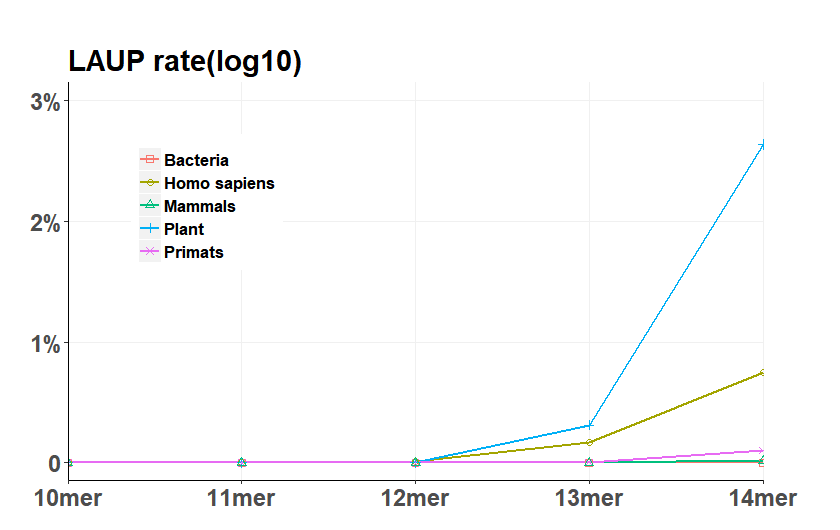 LAUP rate(log10)
3%
Bacteria
Homo sapiens
Mammals
2%
Plant
Primats
1%
0
10mer 11mer 12mer 13mer 14mer